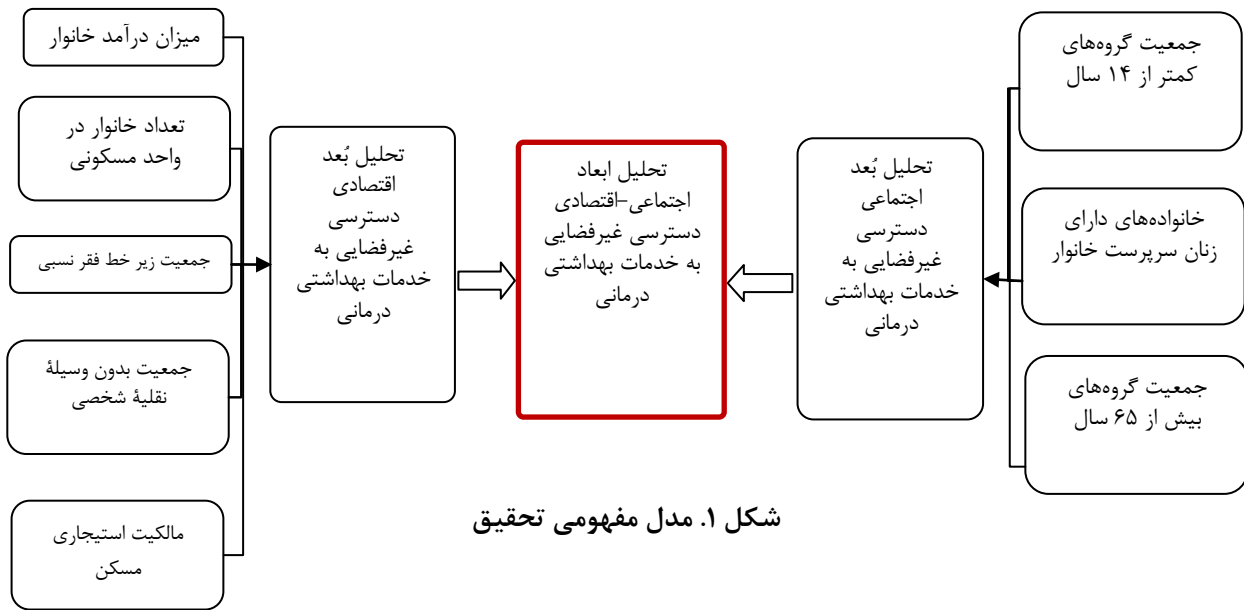 جمعیت گروه‌های
کمتر از ۱۴ سال
خانواده‌های دارای
زنان سرپرست خانوار
جمعیت گروه‌های
بیش از ۶۵ سال
تحلیل بُعد
اجتماعی
دسترسی
غیرفضایی به
خدمات بهداشتی
درمانی
تحلیل ابعاد
اجتماعی-اقتصادی
دسترسی غیرفضایی
به خدمات بهداشتی
درمانی
تحلیل بُعد
اقتصادی
دسترسی
غیرفضایی به
خدمات بهداشتی
درمانی
میزان درآمد خانوار
تعداد خانوار در
واحد مسکونی
جمعیت زیر خط فقر نسبی
جمعیت بدون وسیلۀ
نقلیۀ شخصی
مالکیت استیجاری
مسکن
شکل ۱. مدل مفهومی تحقیق